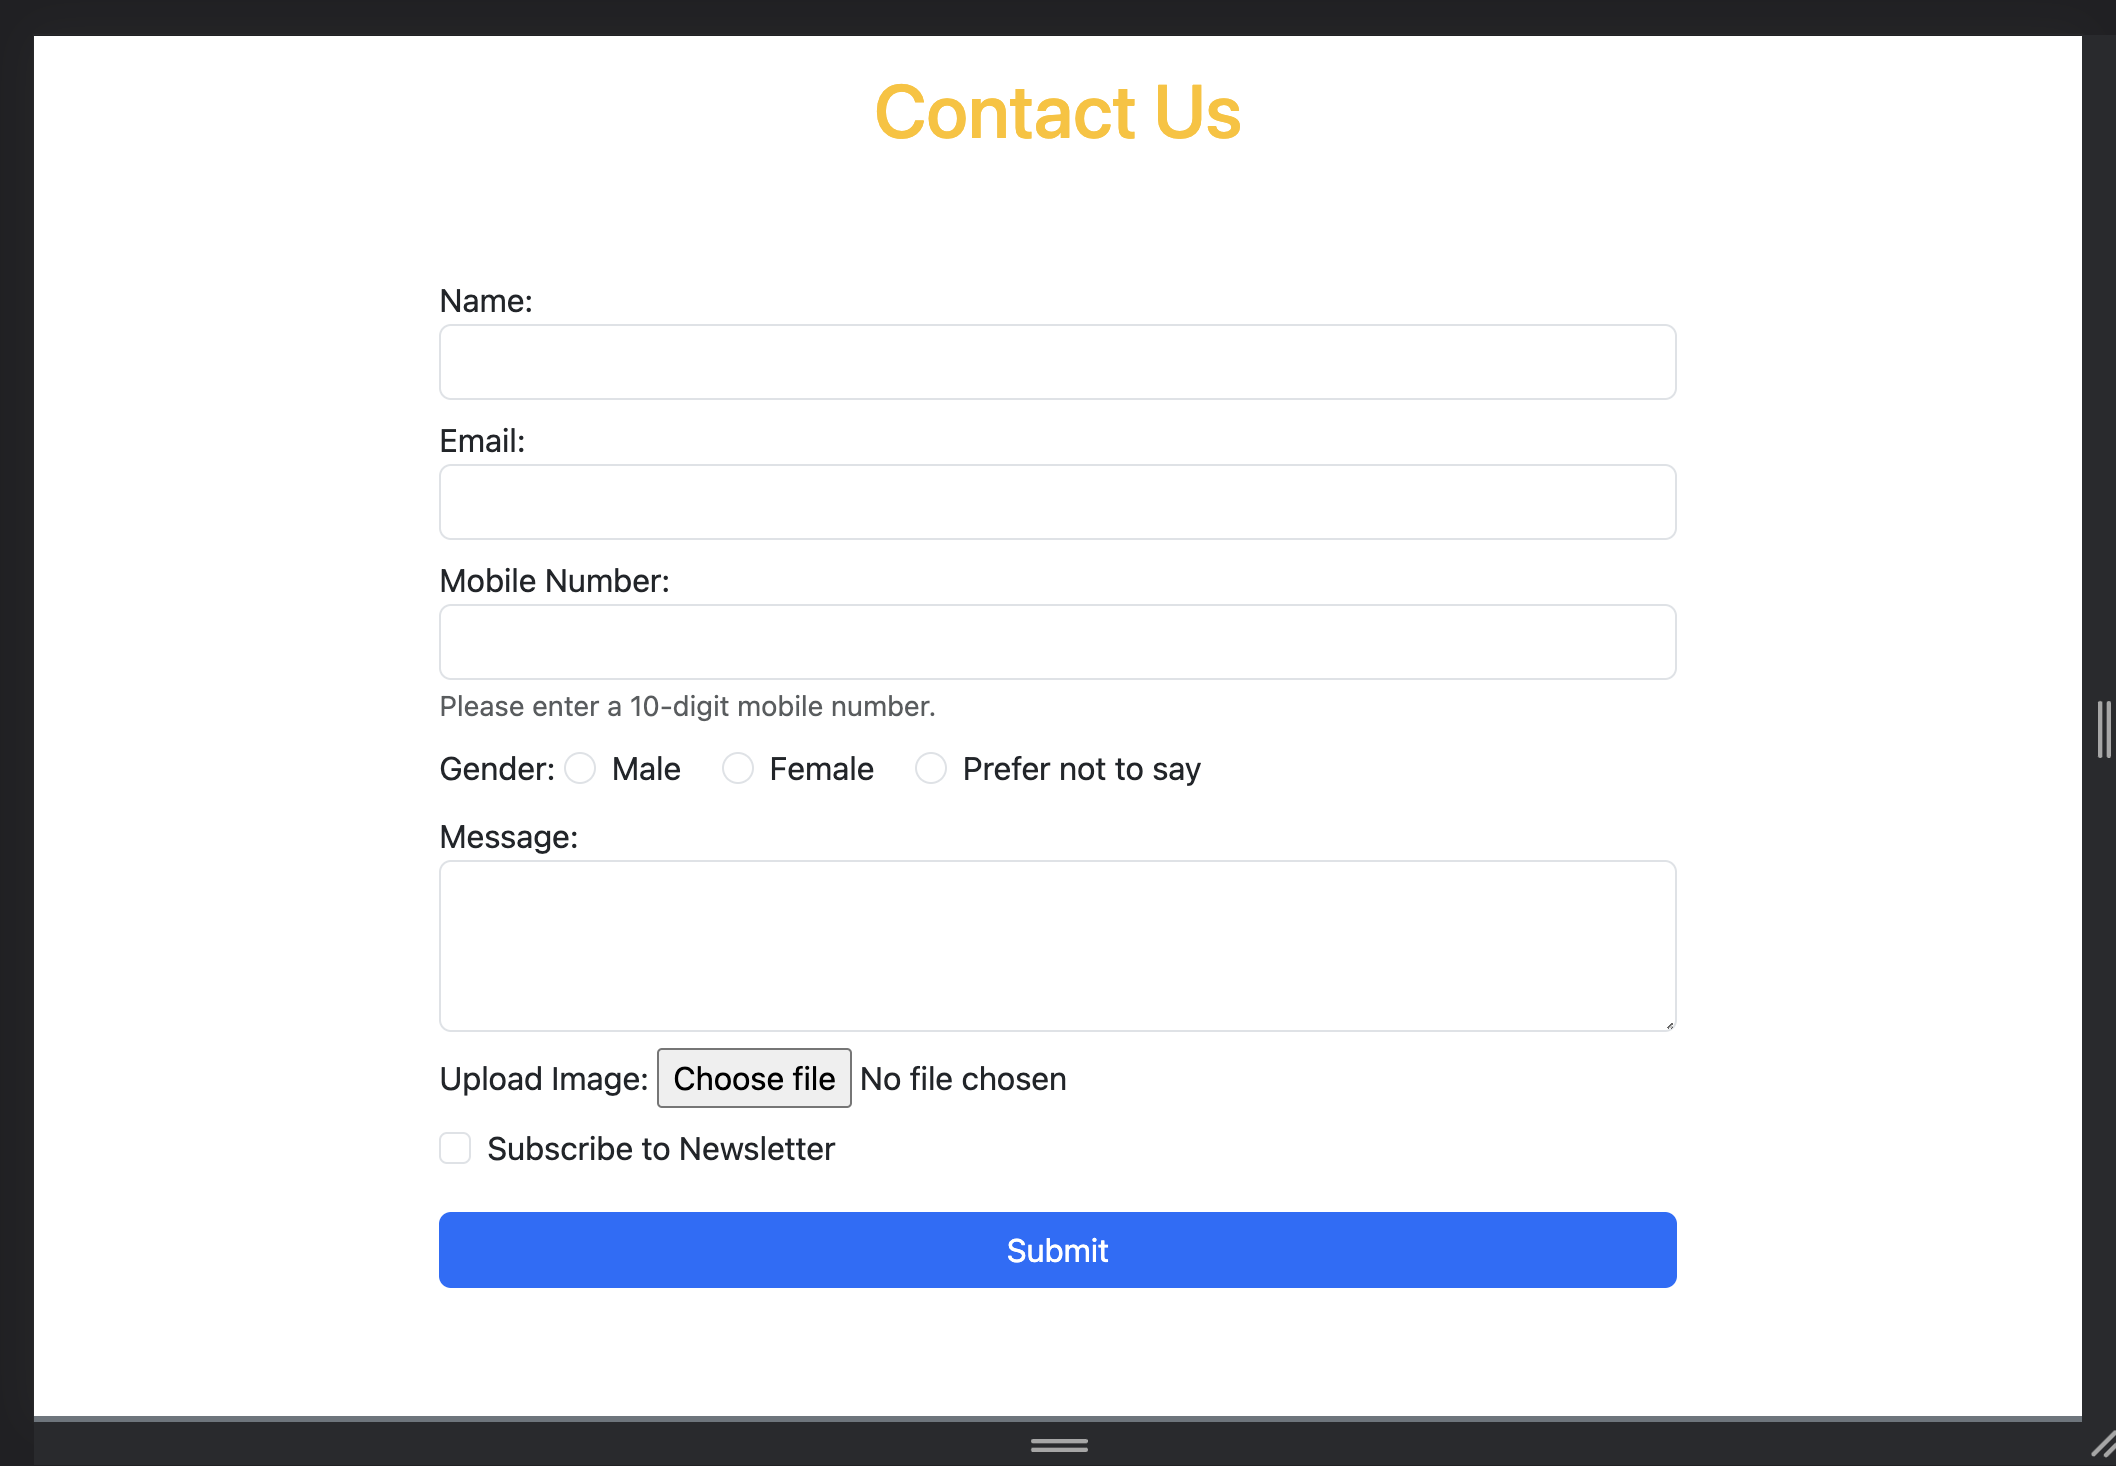 Contact Us
Name:
Email:
Mobile Number:
Please enter a 10-digit mobile number.
Gender: Male Female Prefer not to say
Message:
Upload Image: Choose file No file chosen
Subscribe to Newsletter
Submit